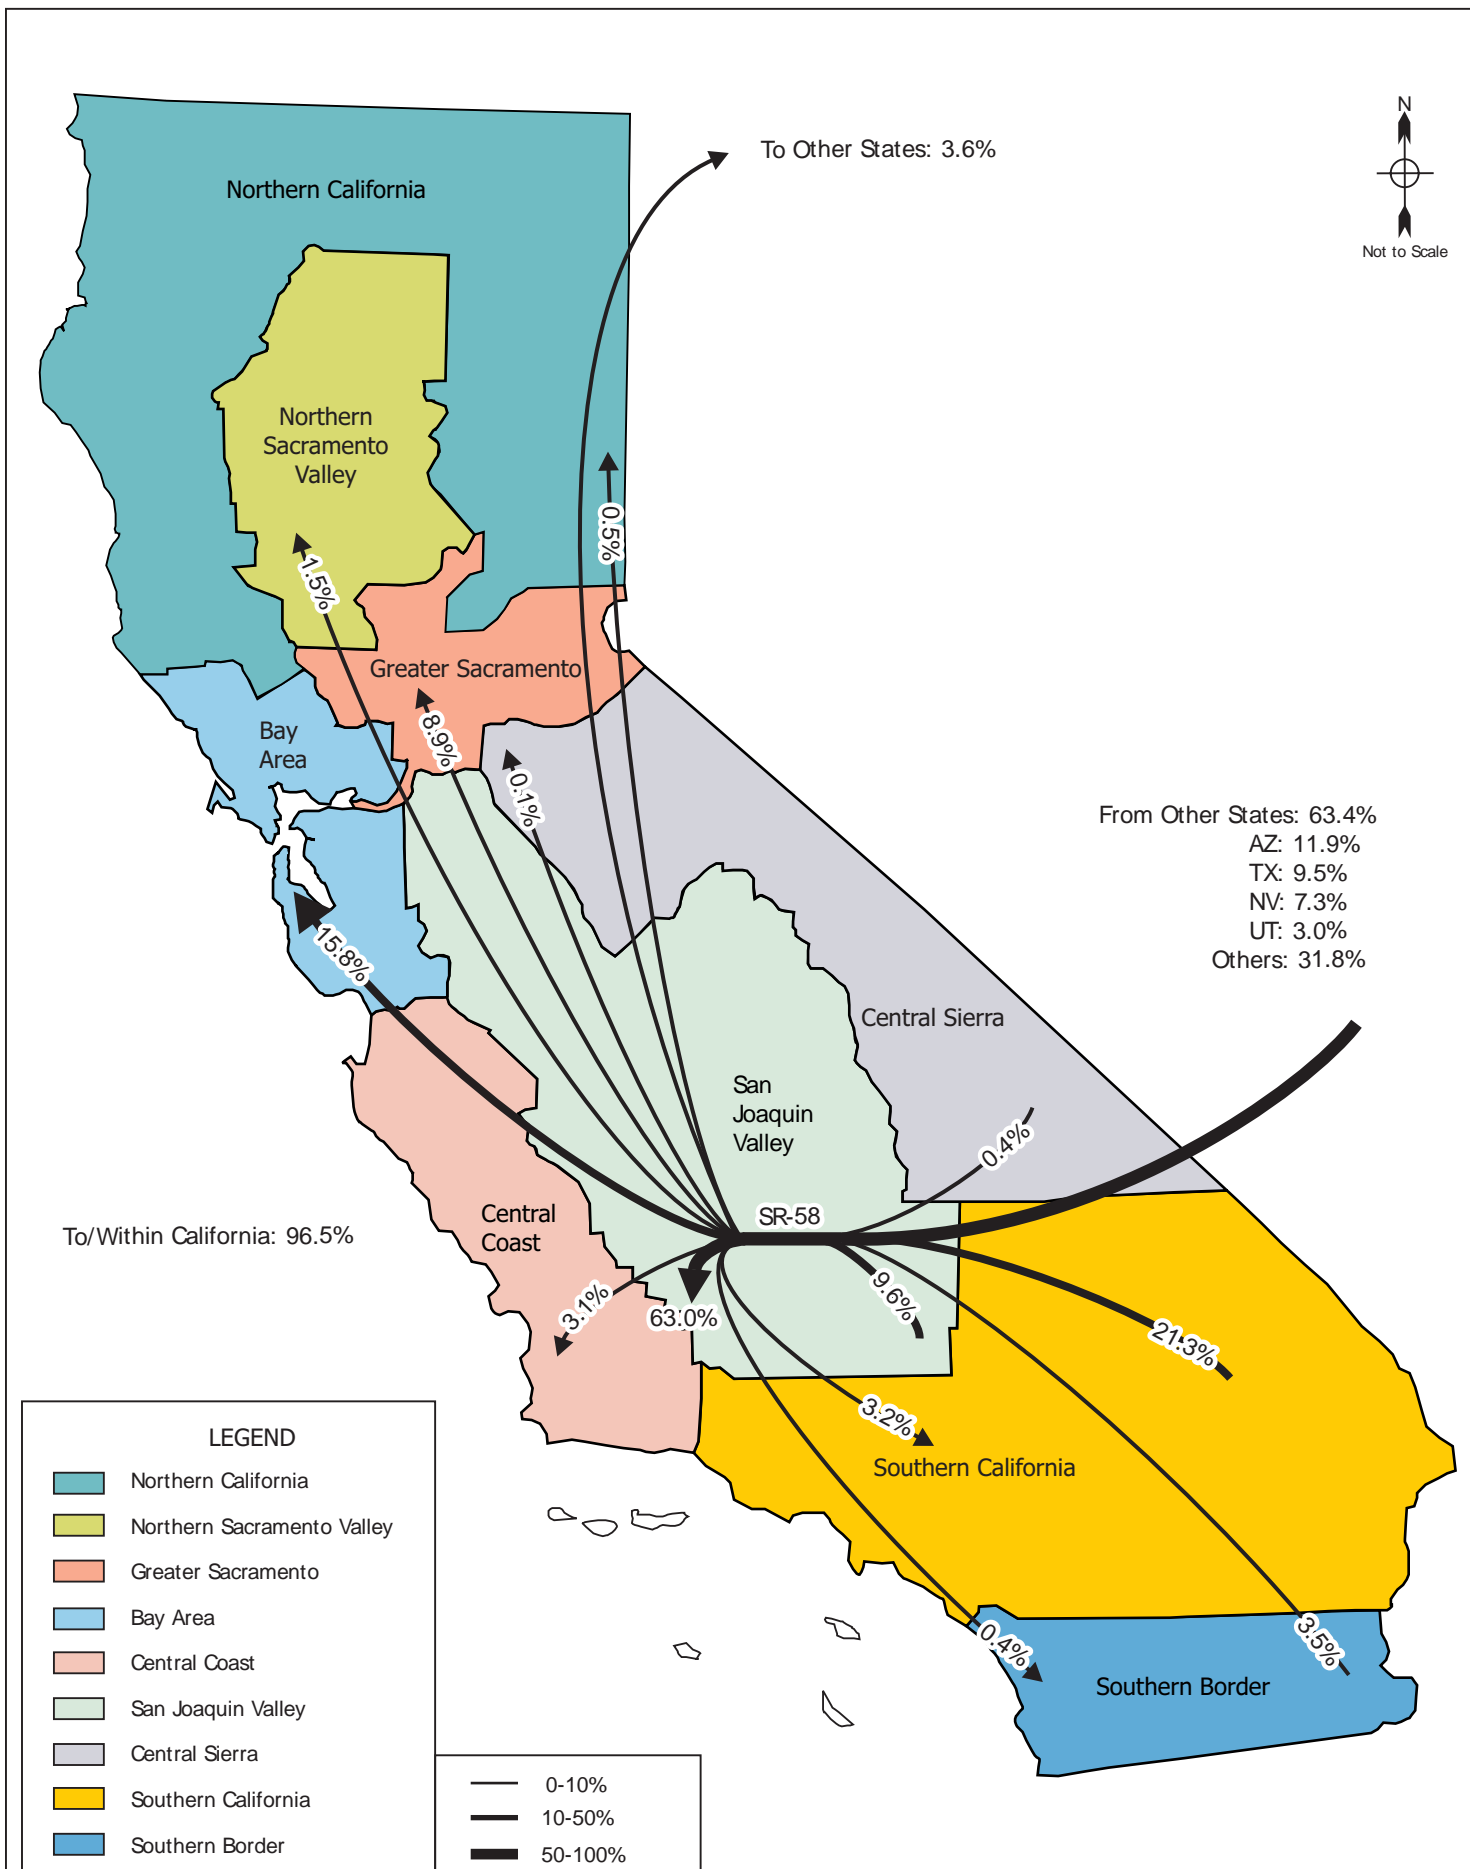 N
Not to Scale
To Other States: 3.6%
Northern California
Northern
Sacramento
Valley
0.5%
1.5%
Greater Sacramento
8.9%
Bay
Area
0.1%
From Other States: 63.4%
AZ: 11.9%
TX: 9.5%
NV: 7.3%
UT: 3.0%
Others: 31.8%
15.8%
Central Sierra
San
Joaquin
Valley
0.4%
SR-58
Central
Coast
To/Within California: 96.5%
9.6%
3.1%
63.0%
21.3%
3.2%
Southern California
0.4%
3.5%
Southern Border
LEGEND
Northern California
Northern Sacramento Valley
Greater Sacramento
Bay Area
Central Coast
San Joaquin Valley
Central Sierra
Southern California
Southern Border
0-10%
10-50%
50-100%